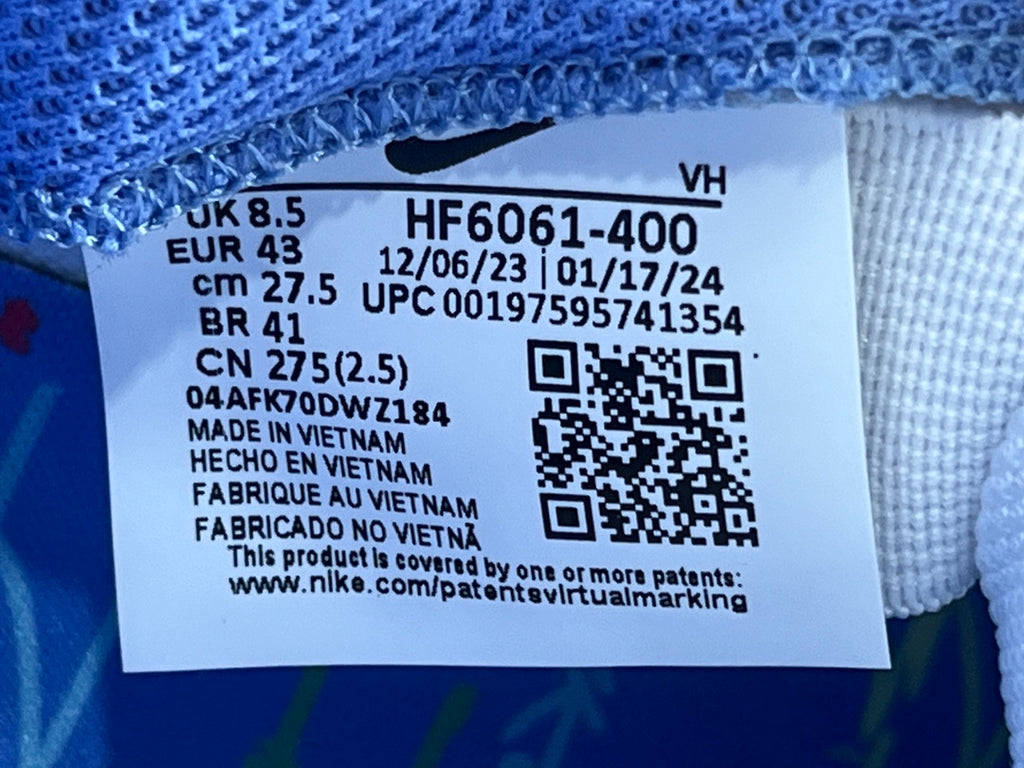 VH
UK 8.5
HF6061-400
EUR 43
12/06/23 | 01/17/24
cm 27.5
UPC 00197595741354
BR 41
CN 275(2.5)
04AFK70DWZ184
MADE IN VIETNAM
HECHO EN VIETNAM
FABRIQUE AU VIETNAM
FABRICADO NO VIETNÃ
This product is covered by one or more patents:
www.nike.com/patentsvirtualmarking